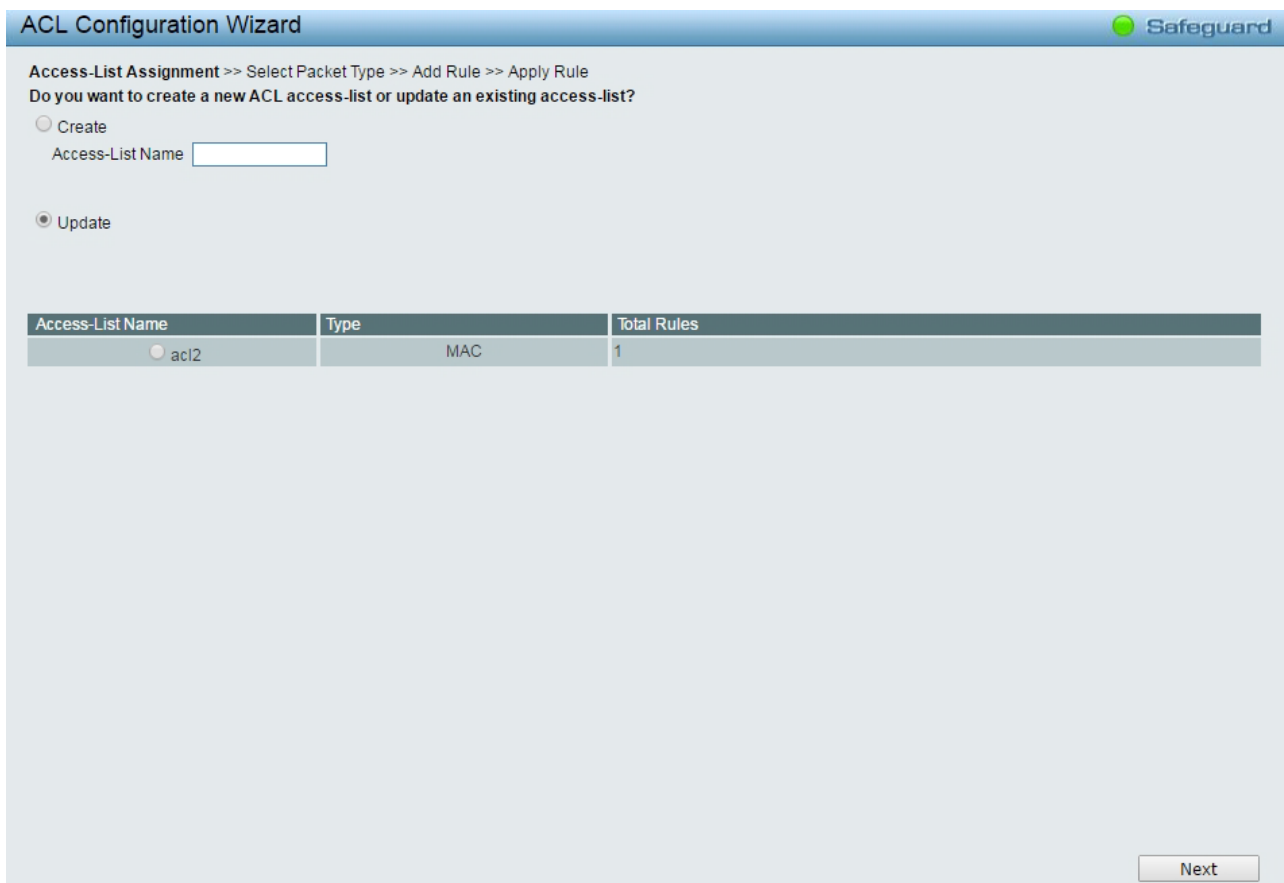 ACL Configuration Wizard
Safeguard
Access-List Assignment >> Select Packet Type >> Add Rule >> Apply Rule
Do you want to create a new ACL access-list or update an existing access-list?
Create
Access-List Name
Update
Access-List Name Type Total Rules
acl2 MAC 1
Next